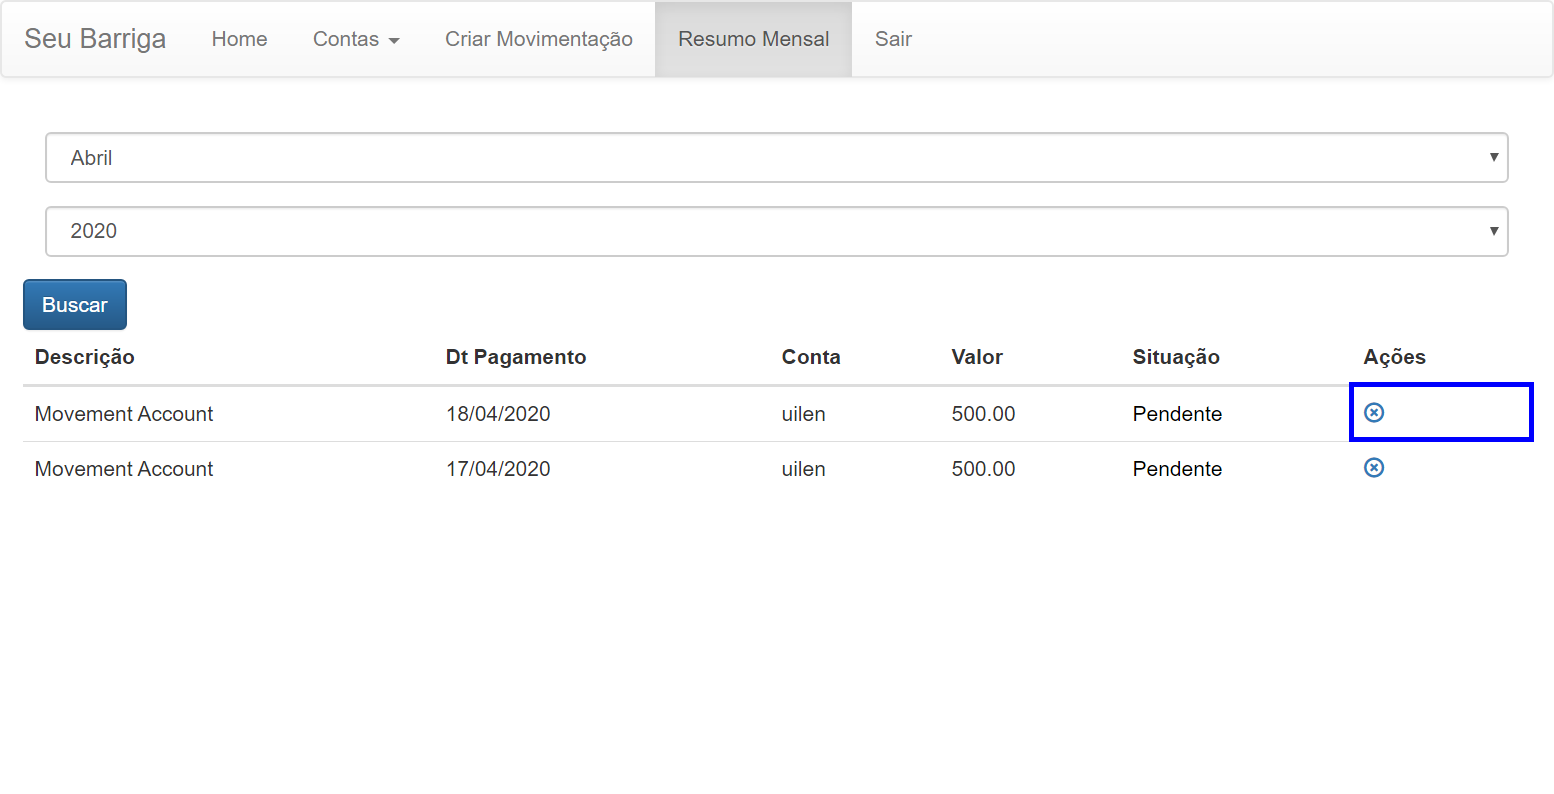 Seu Barriga Home Contas Criar Movimentação Resumo Mensal Sair
Abril
2020
Buscar
Descrição Dt Pagamento Conta Valor Situação Ações
Movement Account 18/04/2020 uilen 500.00 Pendente
Movement Account 17/04/2020 uilen 500.00 Pendente